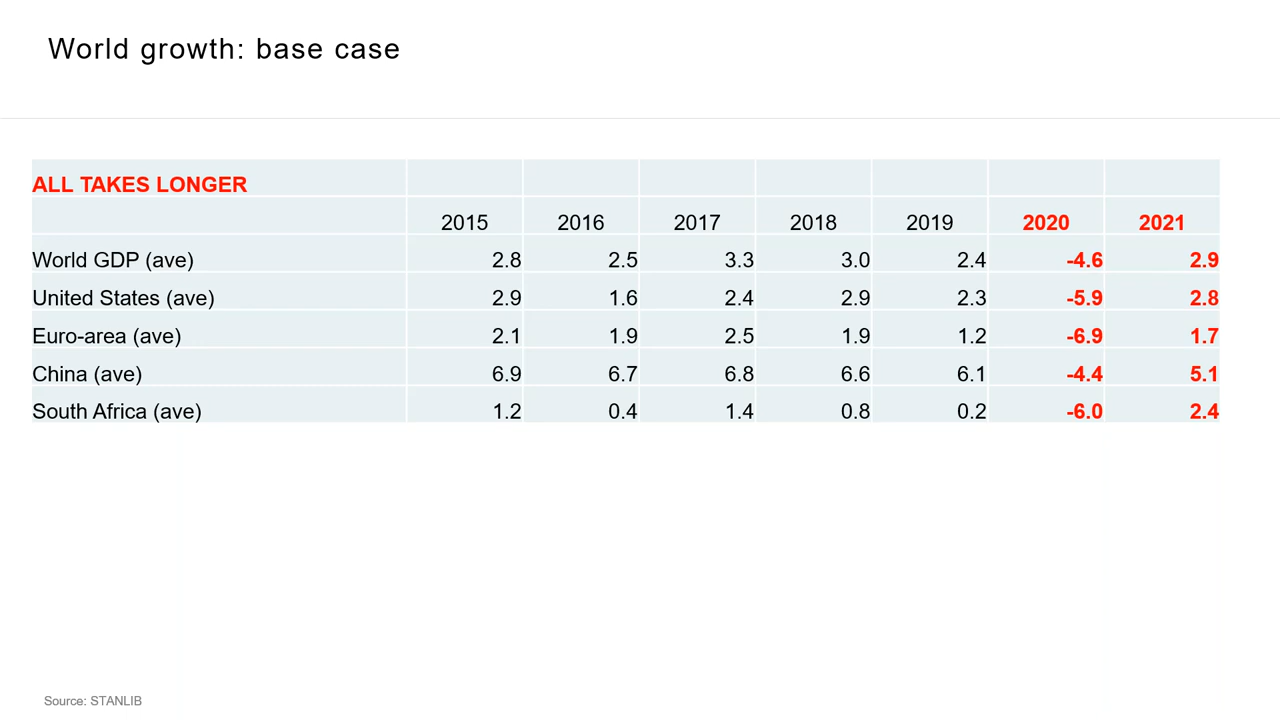 World growth: base case
ALL TAKES LONGER
2015 2016 2017 2018 2019 2020 2021
World GDP (ave) 2.8 2.5 3.3 3.0 2.4 -4.6 2.9
United States (ave) 2.9 1.6 2.4 2.9 2.3 -5.9 2.8
Euro-area (ave) 2.1 1.9 2.5 1.9 1.2 -6.9 1.7
China (ave) 6.9 6.7 6.8 6.6 6.1 -4.4 5.1
South Africa (ave) 1.2 0.4 1.4 0.8 0.2 -6.0 2.4
Source: STANLIB